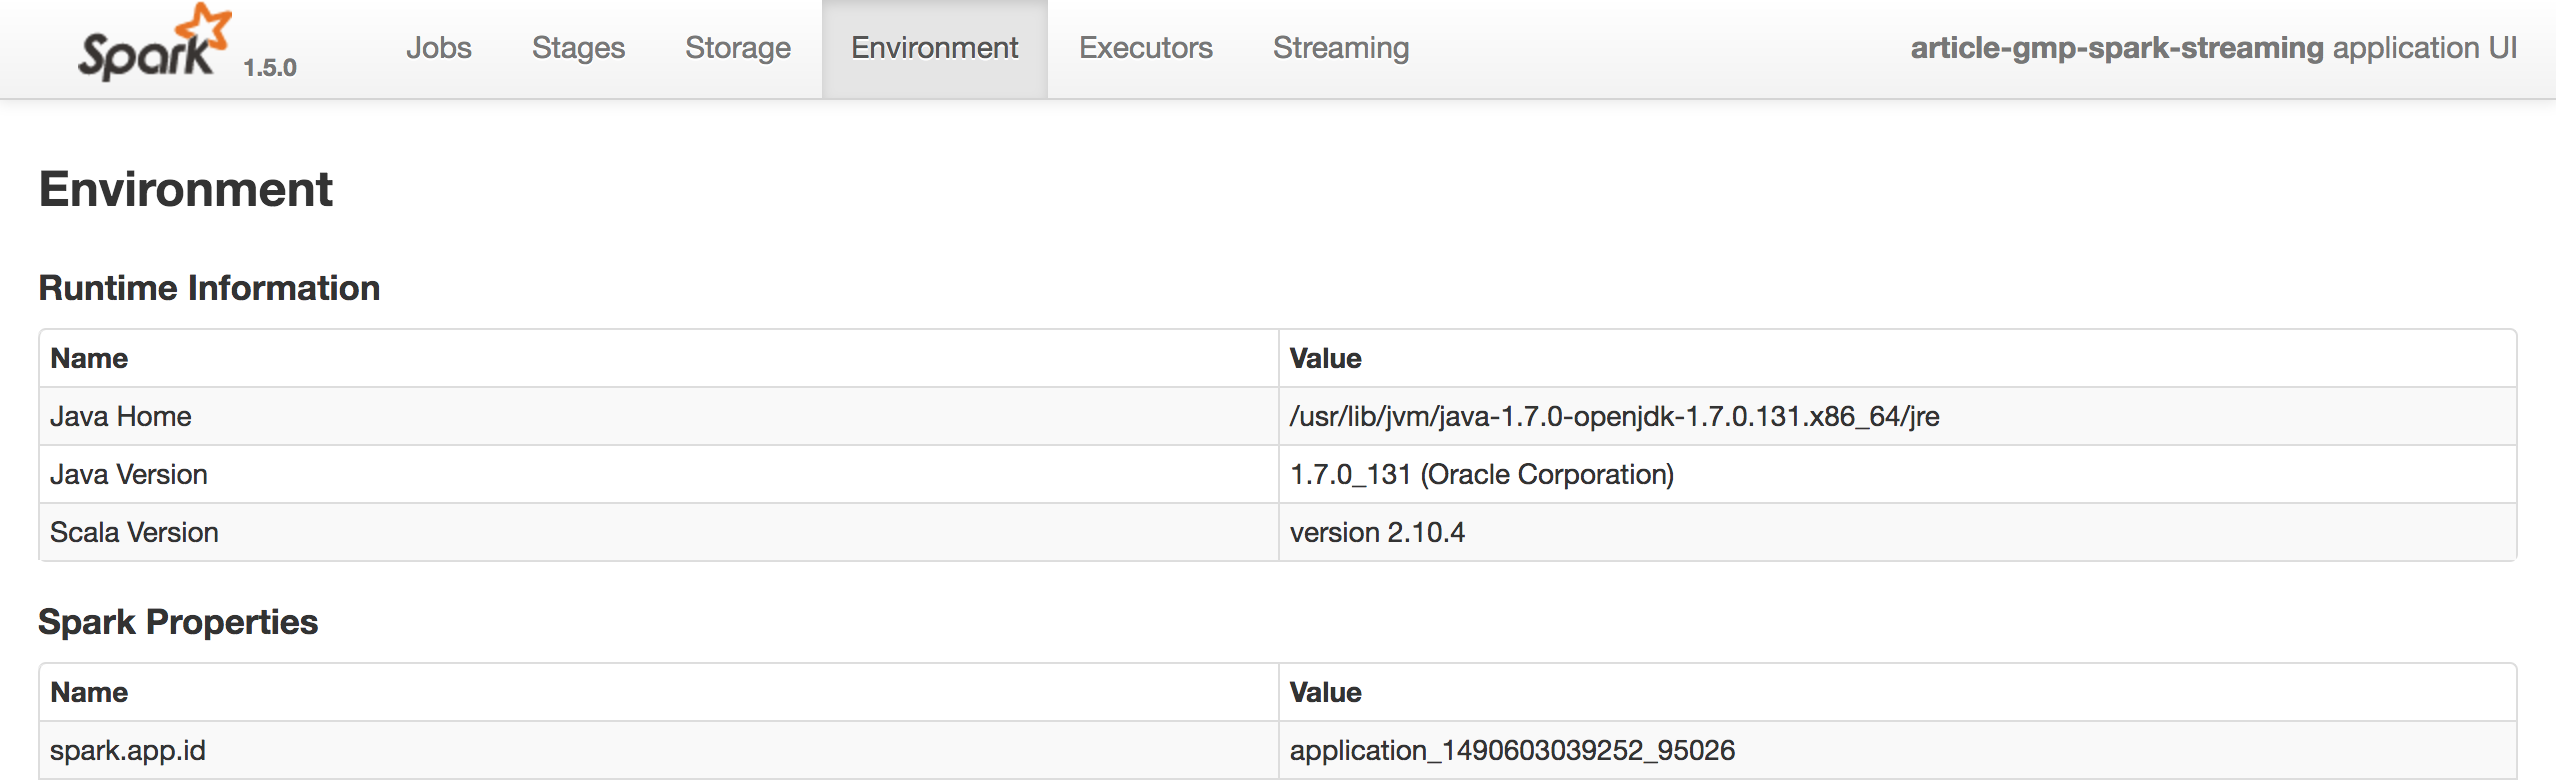 Spark 1.5.0 Jobs Stages Storage Environment Executors Streaming article-gmp-spark-streaming application UI
Environment
Runtime Information
Name Value
Java Home /usr/lib/jvm/java-1.7.0-openjdk-1.7.0.131.x86_64/jre
Java Version 1.7.0_131 (Oracle Corporation)
Scala Version version 2.10.4
Spark Properties
Name Value
spark.app.id application_1490603039252_95026